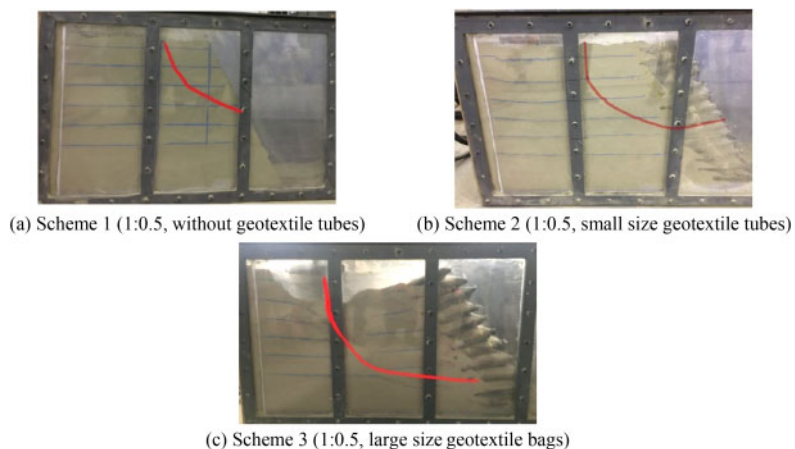 (a) Scheme 1 (1:0.5, without geotextile tubes)
(b) Scheme 2 (1:0.5, small size geotextile tubes)
(c) Scheme 3 (1:0.5, large size geotextile bags)